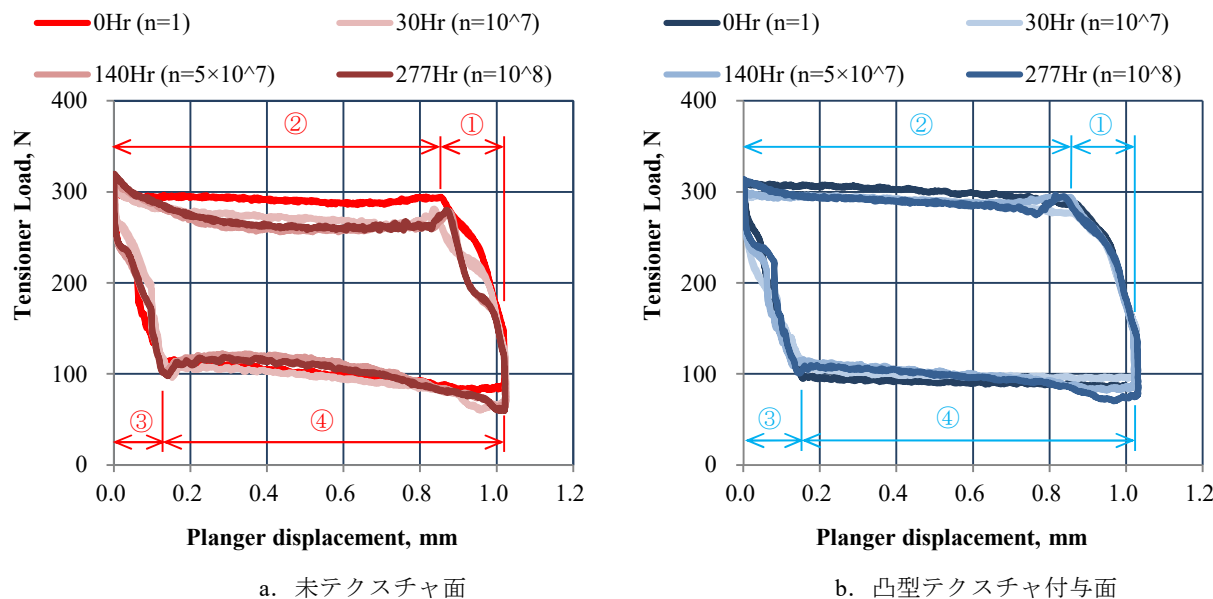 0Hr (n=1) 30Hr (n=10^7)
140Hr (n=5×10^7) 277Hr (n=10^8)
Tensioner Load, N
400
300
200
100
0
② ①
③ ④
0.0 0.2 0.4 0.6 0.8 1.0 1.2
Planger displacement, mm
a. 未テクスチャ面
0Hr (n=1) 30Hr (n=10^7)
140Hr (n=5×10^7) 277Hr (n=10^8)
Tensioner Load, N
400
300
200
100
0
② ①
③ ④
0.0 0.2 0.4 0.6 0.8 1.0 1.2
Planger displacement, mm
b. 凸型テクスチャ付与面